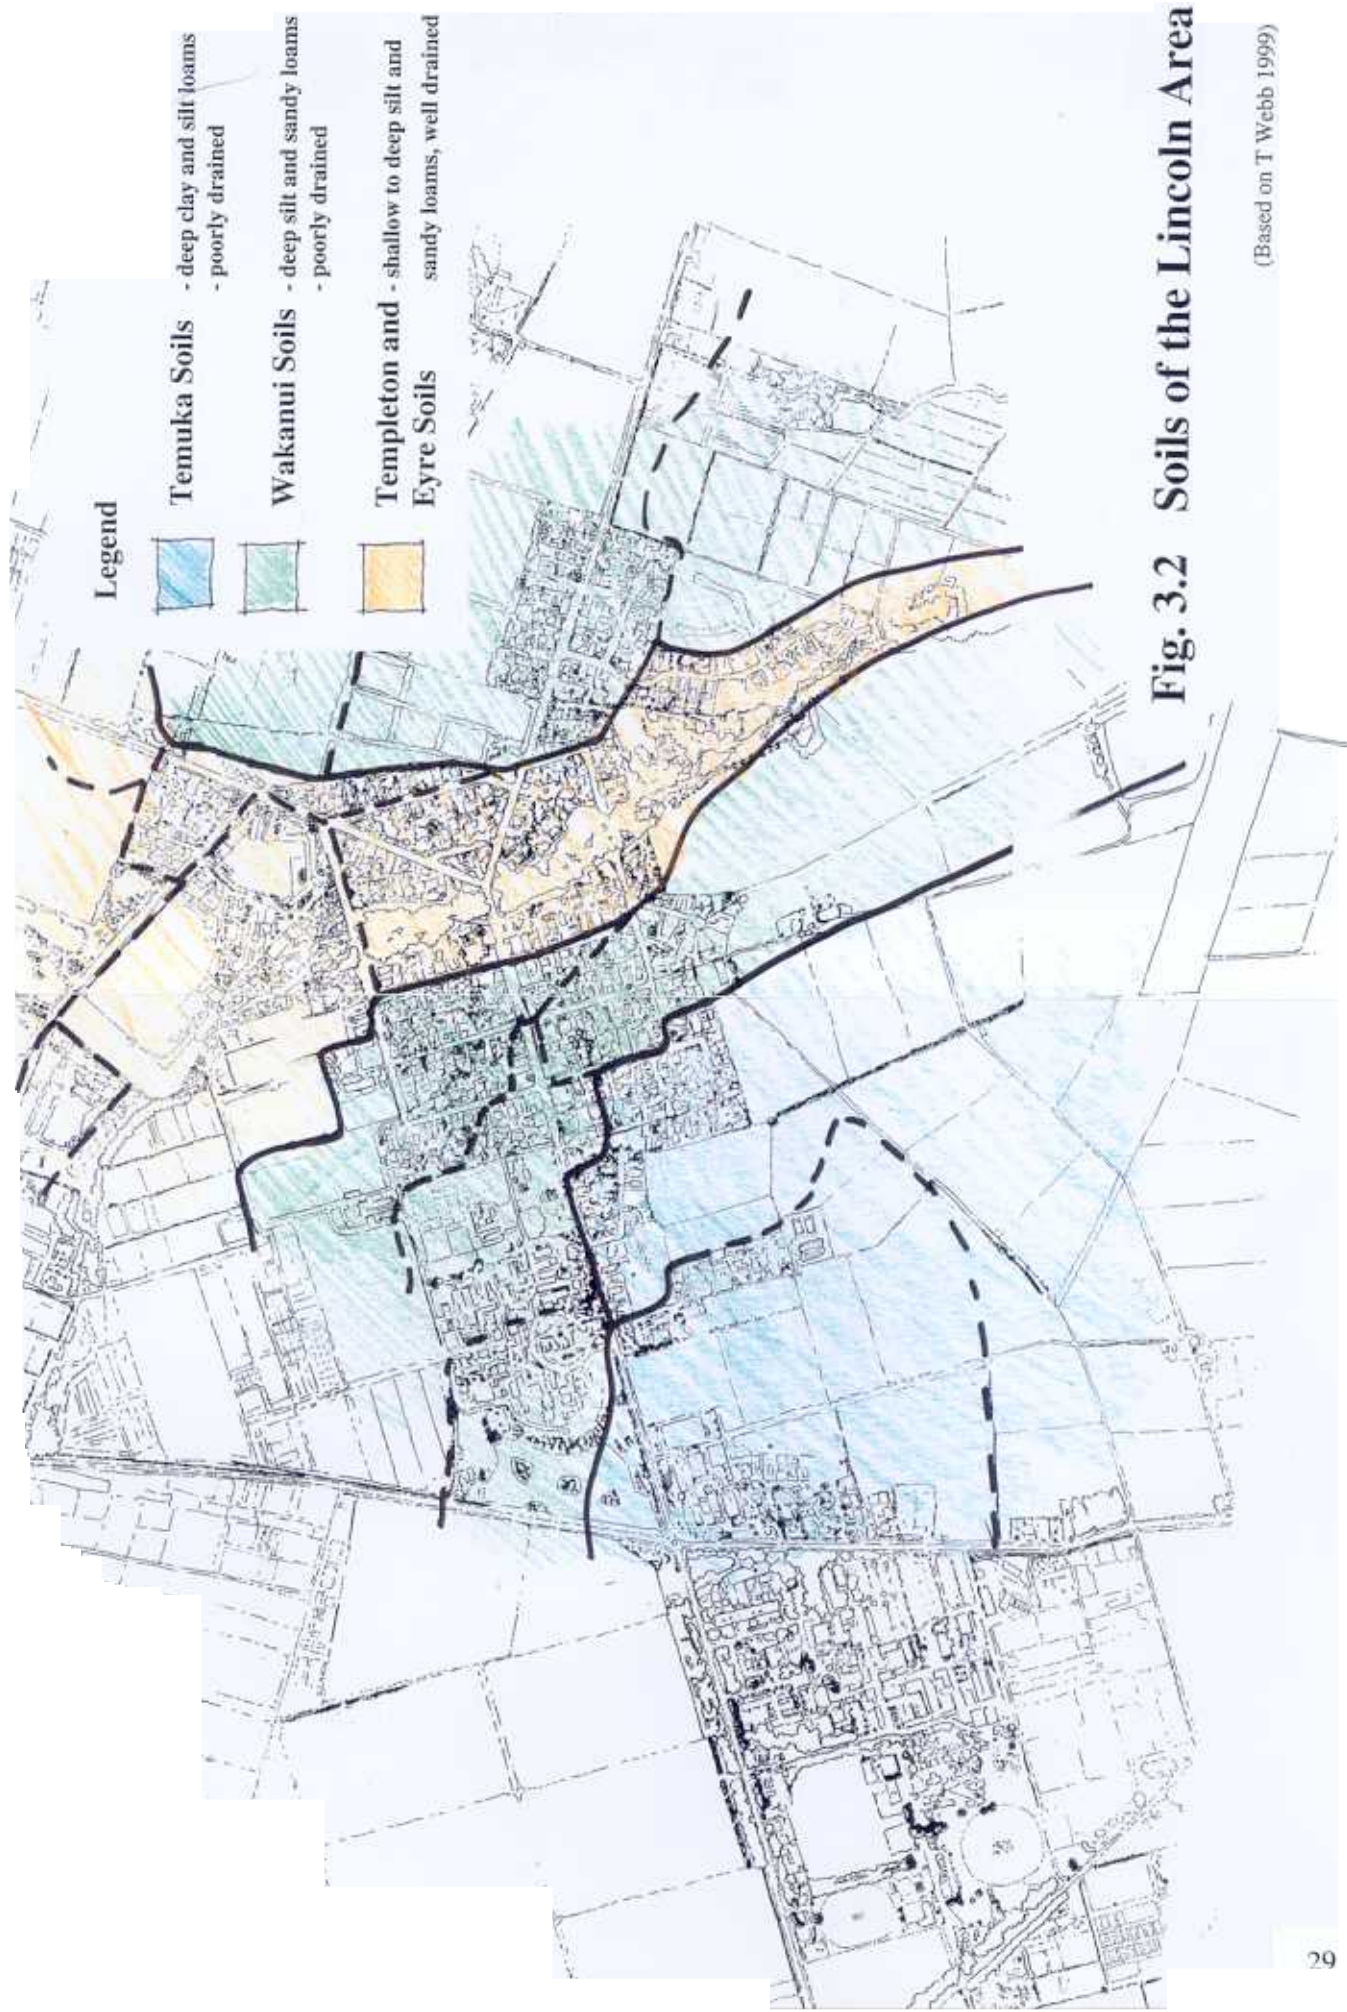 Legend
Temuka Soils - deep clay and silt loams
- poorly drained
Wakanui Soils - deep silt and sandy loams
- poorly drained
Templeton and - shallow to deep silt and
Eyre Soils sandy loams, well drained
Fig. 3.2 Soils of the Lincoln Area
(Based on T Webb 1999)
29